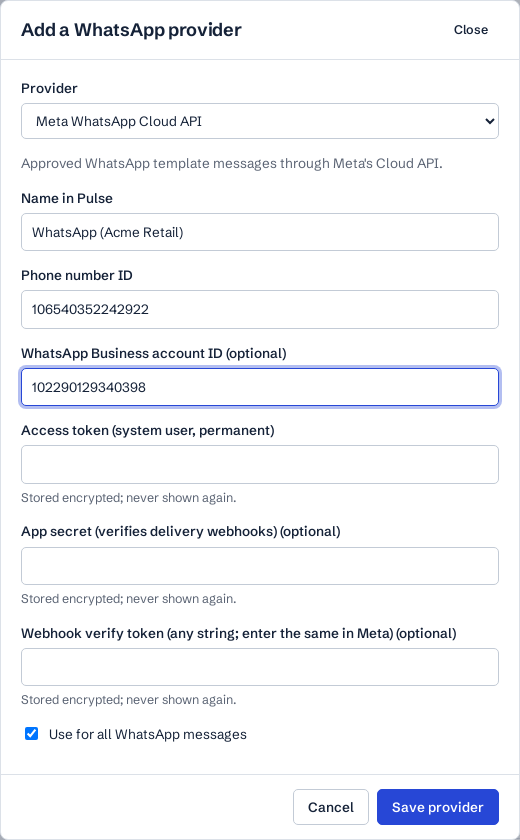 Add a WhatsApp provider
Close
Provider
Meta WhatsApp Cloud API
Approved WhatsApp template messages through Meta's Cloud API.
Name in Pulse
WhatsApp (Acme Retail)
Phone number ID
106540352242922
WhatsApp Business account ID (optional)
102290129340398
Access token (system user, permanent)
Stored encrypted; never shown again.
App secret (verifies delivery webhooks) (optional)
Stored encrypted; never shown again.
Webhook verify token (any string; enter the same in Meta) (optional)
Stored encrypted; never shown again.
Use for all WhatsApp messages
Cancel
Save provider